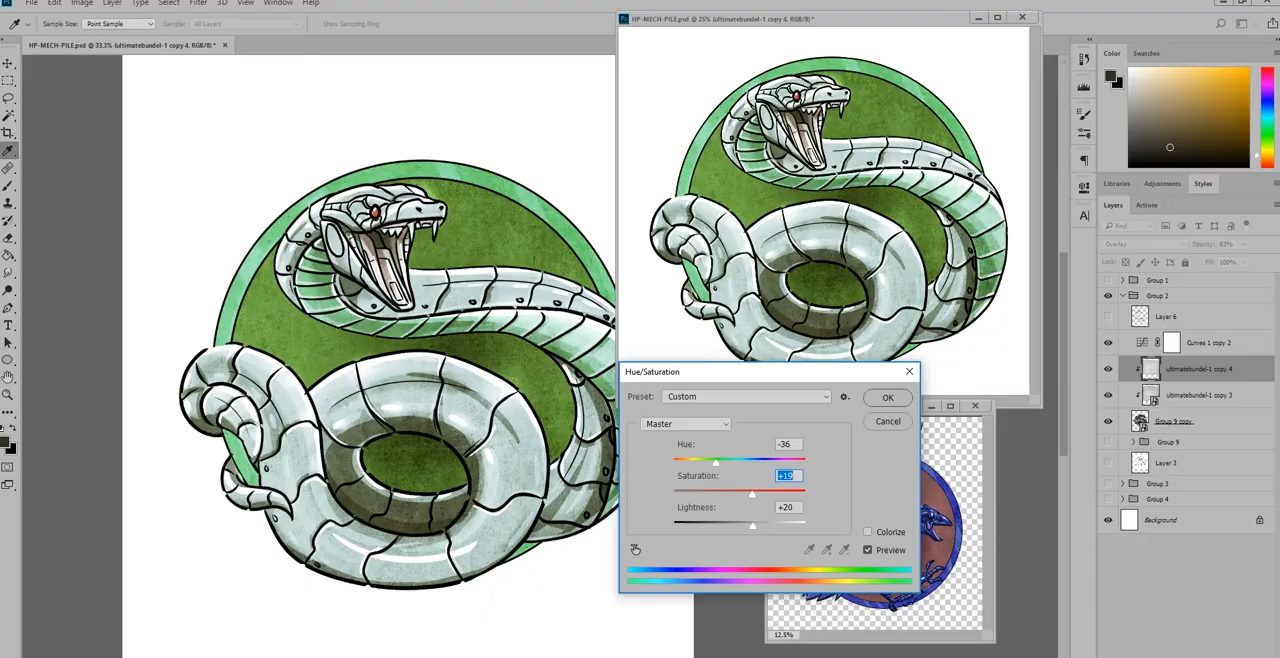 File Edit Image Layer Type Select Filter 3D View Window Help
Sample Size: Point Sample Sample: All Layers Show Sampling Ring
HP-MECH-PILE.psd @ 33.3% (ultimatebundel-1 copy 4, RGB/8) * ×
HP-MECH-PILE.psd @ 25% (ultimatebundel-1 copy 4, RGB/8) *
Hue/Saturation
Preset: Custom
OK
Master
Cancel
Hue: -36
Saturation: +19
Lightness: +20
Colorize
Preview
12.5%
Color Swatches
Libraries Adjustments Styles
Layers Actions
Kind
Overlay Opacity: 83%
Lock: Fill: 100%
Group 1
Group 2
Layer 6
Curves 1 copy 2
ultimatebundel-1 copy 4
ultimatebundel-1 copy 3
Group 9 copy
Group 9
Layer 3
Group 3
Group 4
Background